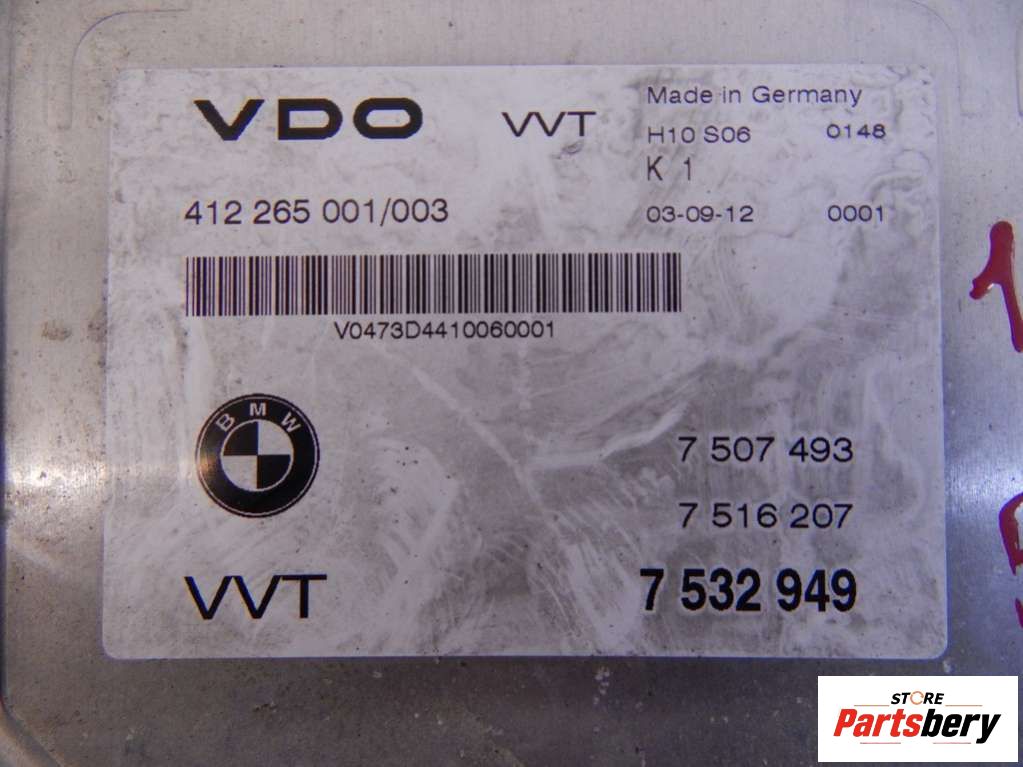 VDO VVT Made in Germany
H10 S06 0148
K 1
412 265 001/003 03-09-12 0001
V0473D4410060001
BMW
7 507 493
7 516 207
VVT 7 532 949
1
STORE
Partsbery